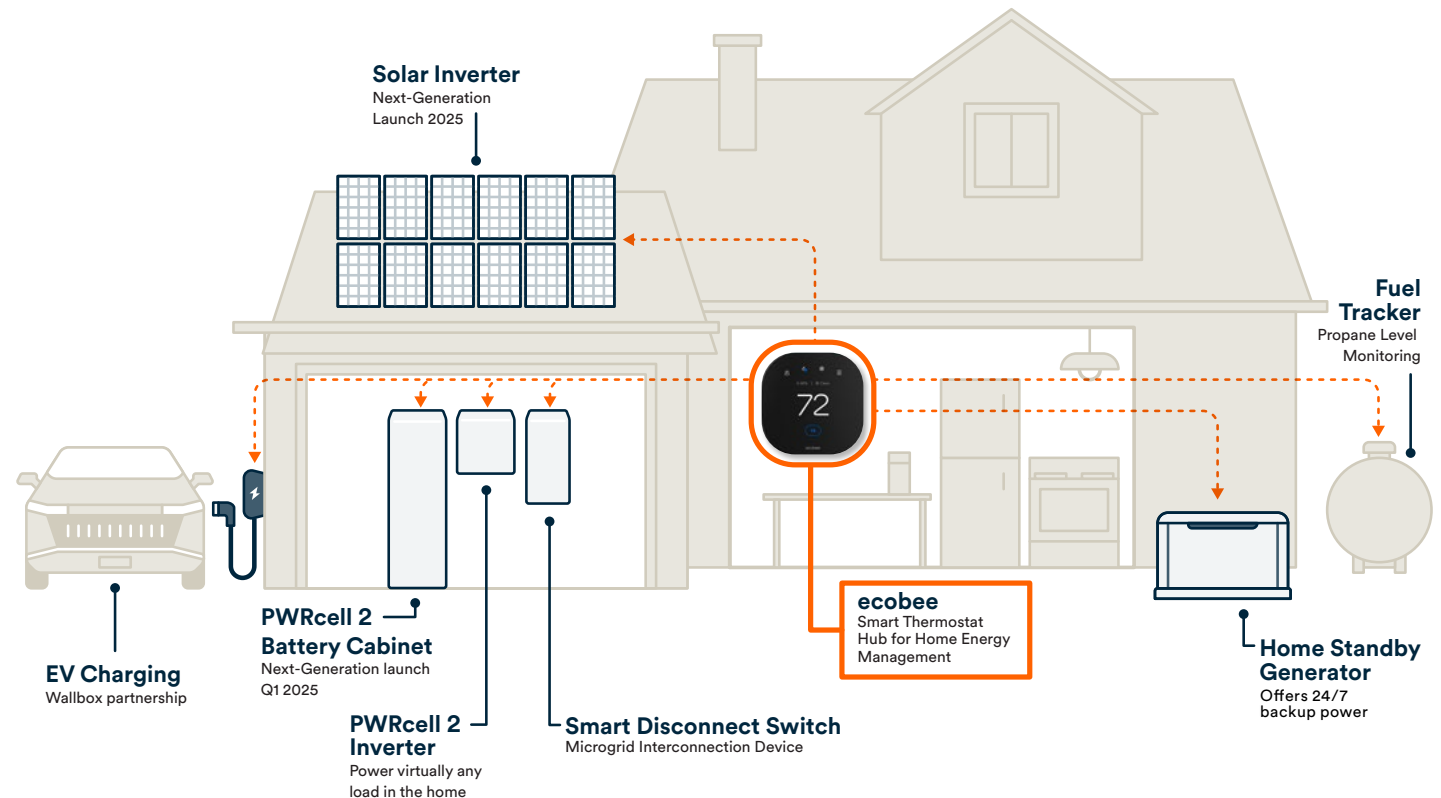 Solar Inverter
Next-Generation
Launch 2025
Fuel
Tracker
Propane Level
Monitoring
72
ecobee
Smart Thermostat
Hub for Home Energy
Management
EV Charging
Wallbox partnership
PWRcell 2
Battery Cabinet
Next-Generation launch
Q1 2025
PWRcell 2
Inverter
Power virtually any
load in the home
Smart Disconnect Switch
Microgrid Interconnection Device
Home Standby
Generator
Offers 24/7
backup power